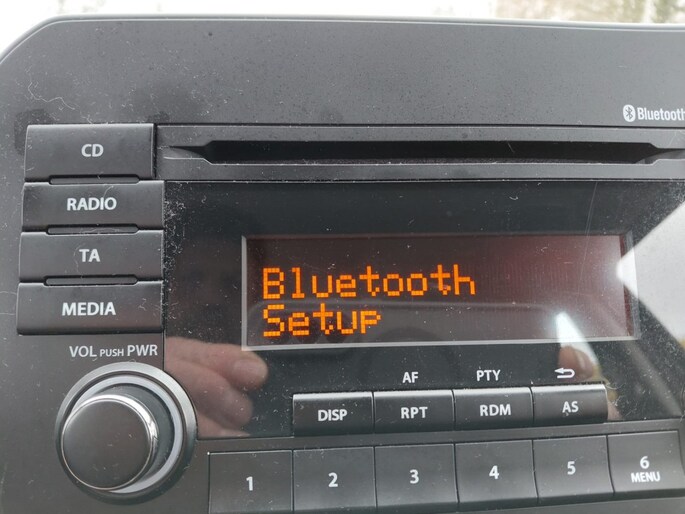 Bluetooth
CD
RADIO
TA
MEDIA
Bluetooth
Setup
VOL PUSH PWR
AF PTY
DISP RPT RDM AS
1 2 3 4 5 6
MENU